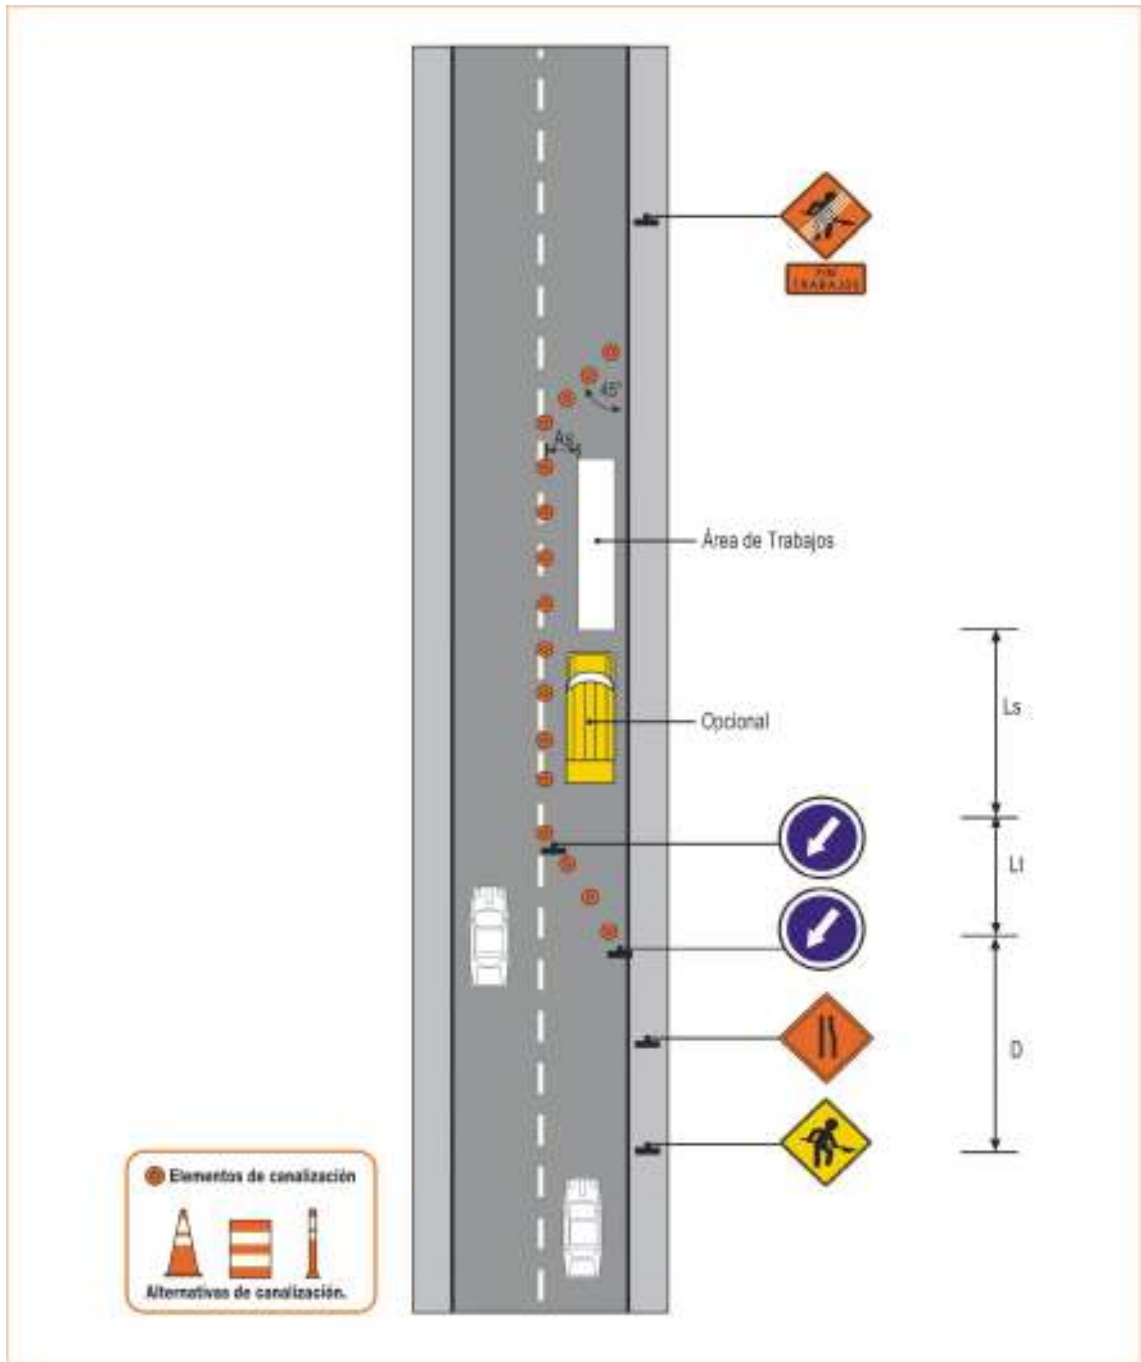 FIN
TRABAJOS
45°
As
Área de Trabajos
Ls
Opcional
Lt
D
Elementos de canalización
Alternativas de canalización.